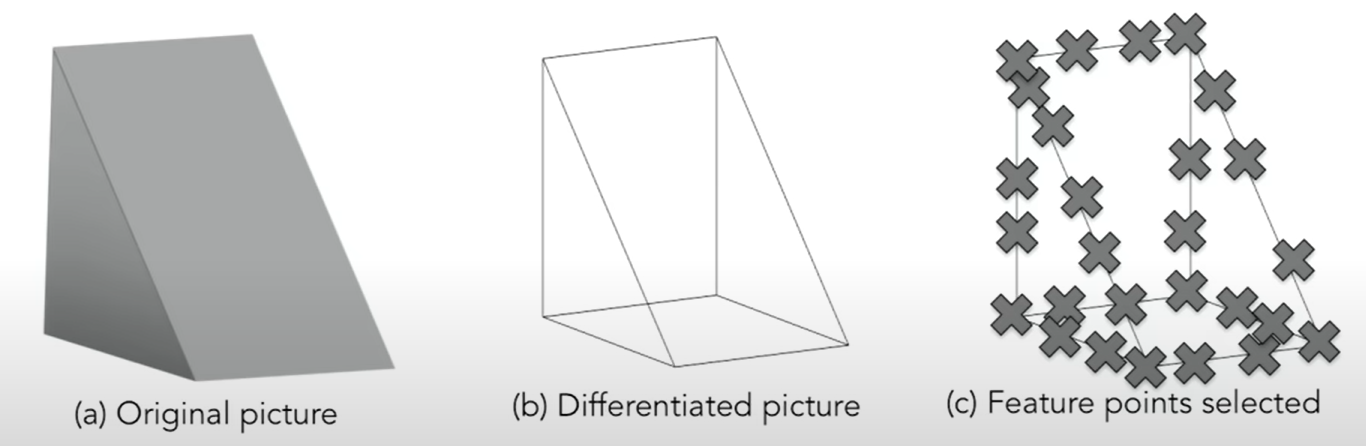 (a) Original picture
(b) Differentiated picture
(c) Feature points selected